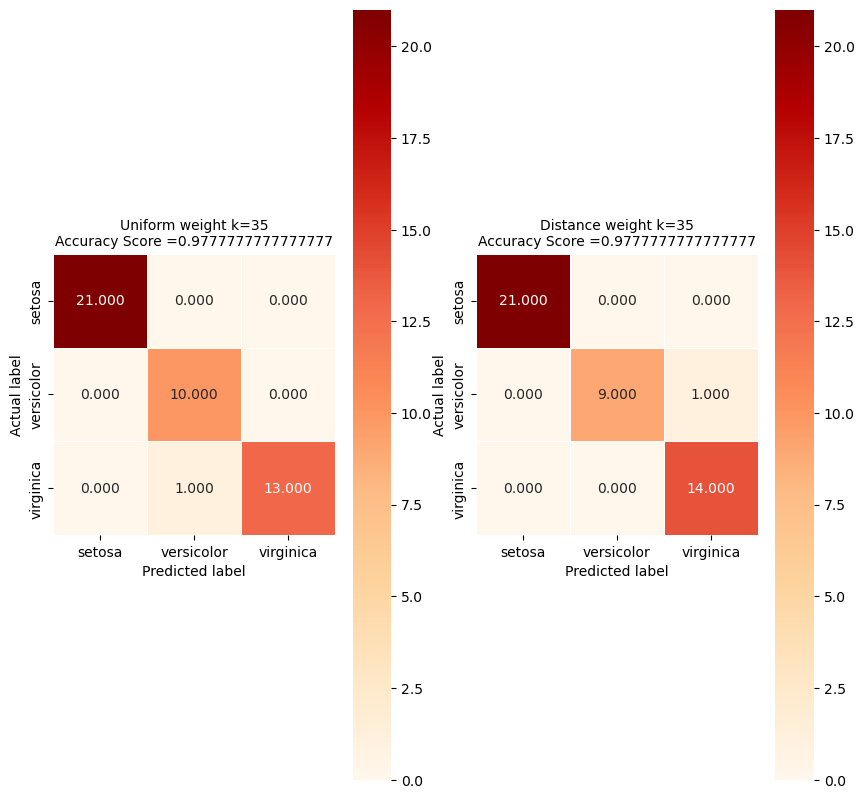 Uniform weight k=35
Accuracy Score =0.9777777777777777
setosa
versicolor
virginica
Actual label
21.000 0.000 0.000
0.000 10.000 0.000
0.000 1.000 13.000
setosa versicolor virginica
Predicted label
20.0
17.5
15.0
12.5
10.0
7.5
5.0
2.5
0.0
Distance weight k=35
Accuracy Score =0.9777777777777777
setosa
versicolor
virginica
Actual label
21.000 0.000 0.000
0.000 9.000 1.000
0.000 0.000 14.000
setosa versicolor virginica
Predicted label
20.0
17.5
15.0
12.5
10.0
7.5
5.0
2.5
0.0